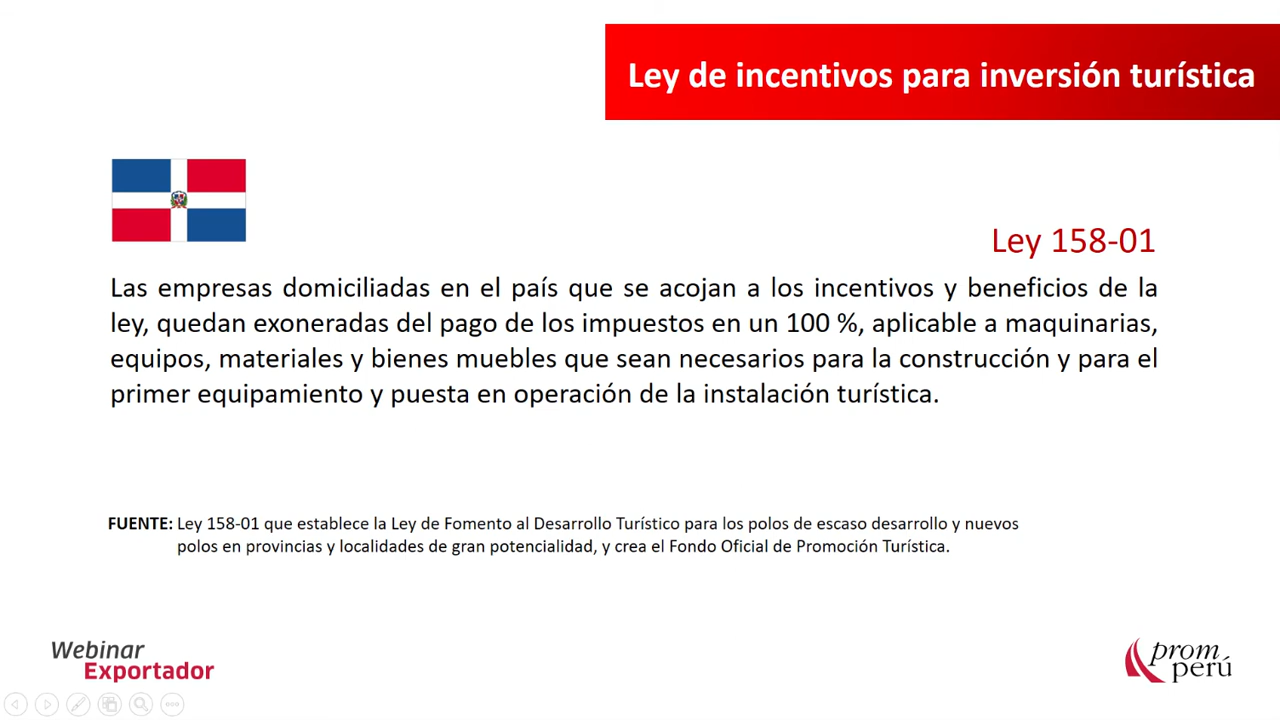 Ley de incentivos para inversión turística
Ley 158-01
Las empresas domiciliadas en el país que se acojan a los incentivos y beneficios de la
ley, quedan exoneradas del pago de los impuestos en un 100 %, aplicable a maquinarias,
equipos, materiales y bienes muebles que sean necesarios para la construcción y para el
primer equipamiento y puesta en operación de la instalación turística.
FUENTE: Ley 158-01 que establece la Ley de Fomento al Desarrollo Turístico para los polos de escaso desarrollo y nuevos
polos en provincias y localidades de gran potencialidad, y crea el Fondo Oficial de Promoción Turística.
Webinar
Exportador
prom
perú